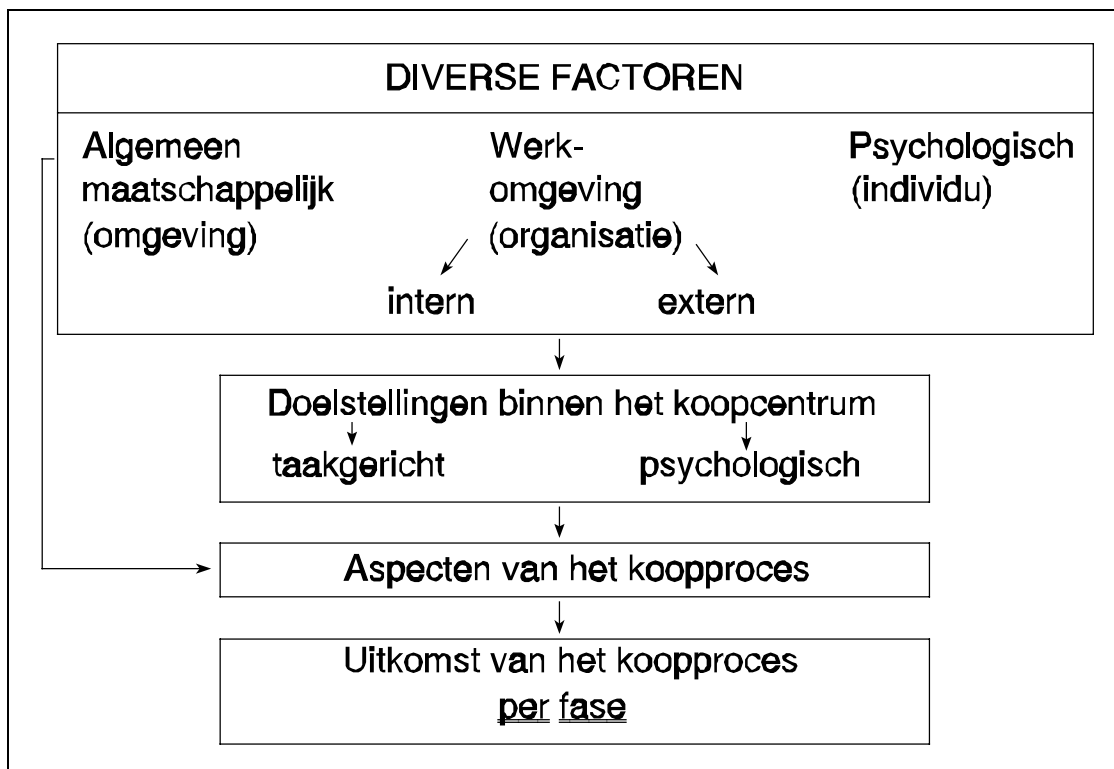 DIVERSE FACTOREN
Algemeen
maatschappelijk
(omgeving)
Werk-
omgeving
(organisatie)
Psychologisch
(individu)
intern extern
Doelstellingen binnen het koopcentrum
taakgericht psychologisch
Aspecten van het koopproces
Uitkomst van het koopproces
per fase